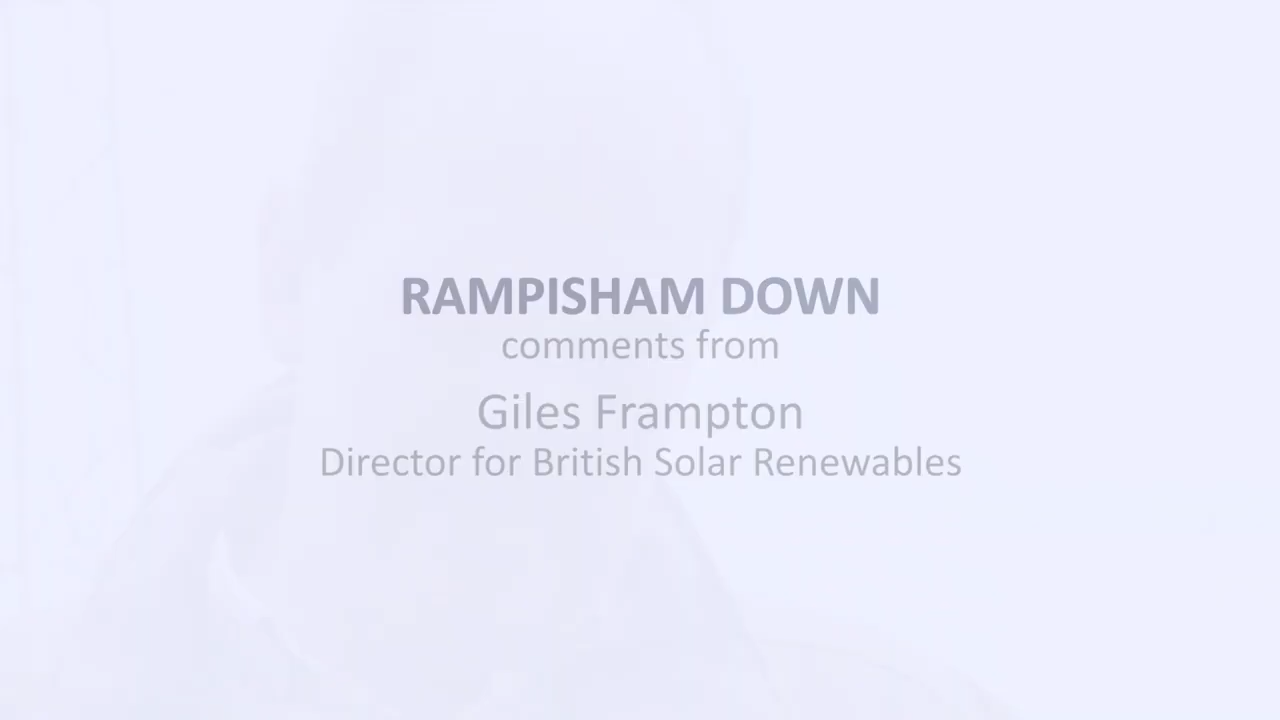 RAMPISHAM DOWN
comments from
Giles Frampton
Director for British Solar Renewables